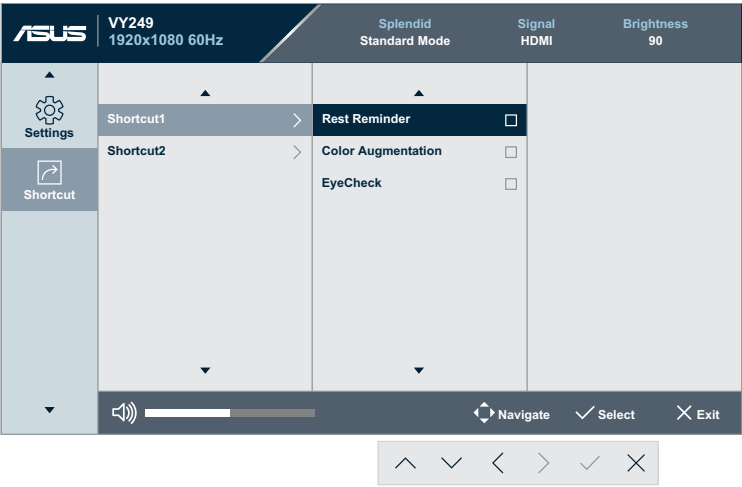 ASUS
VY249
1920x1080 60Hz
Splendid
Standard Mode
Signal
HDMI
Brightness
90
Settings
Shortcut
Shortcut1
Shortcut2
Rest Reminder
Color Augmentation
EyeCheck
Navigate
Select
Exit